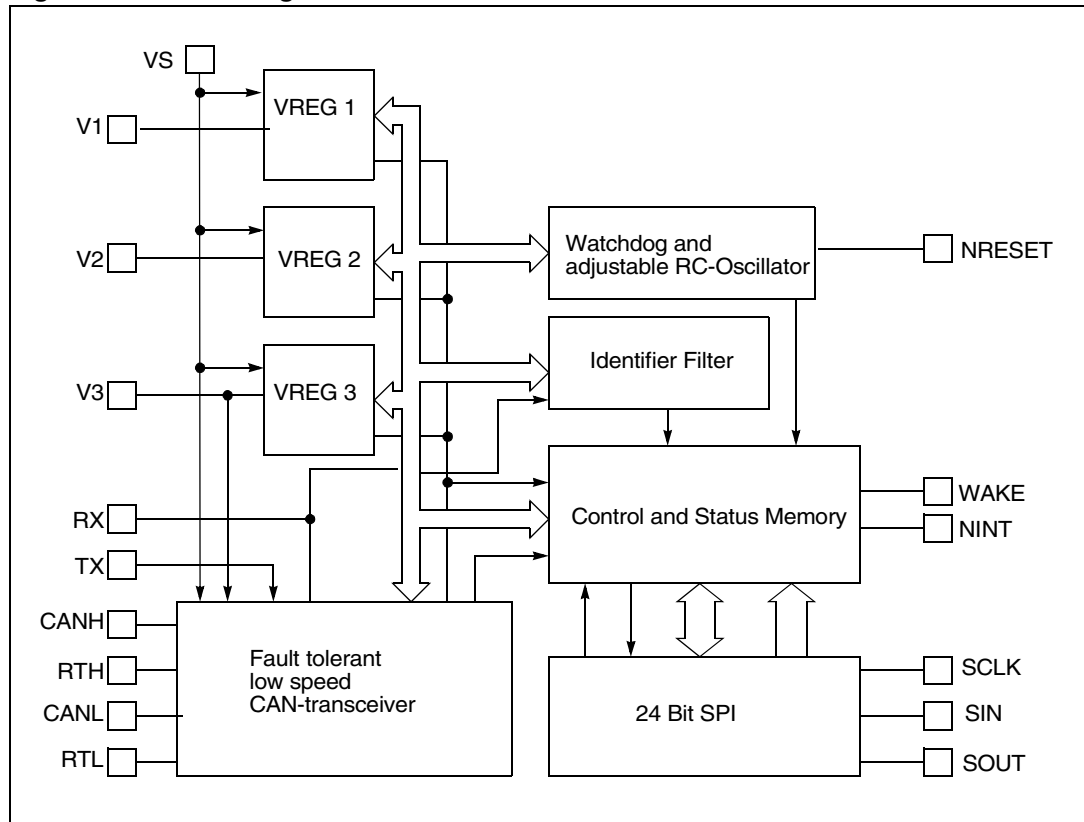 VS
VREG 1
V1
V2
VREG 2
Watchdog and
adjustable RC-Oscillator
NRESET
Identifier Filter
V3
VREG 3
WAKE
RX
Control and Status Memory
NINT
TX
CANH
Fault tolerant
low speed
CAN-transceiver
RTH
SCLK
CANL
24 Bit SPI
SIN
RTL
SOUT